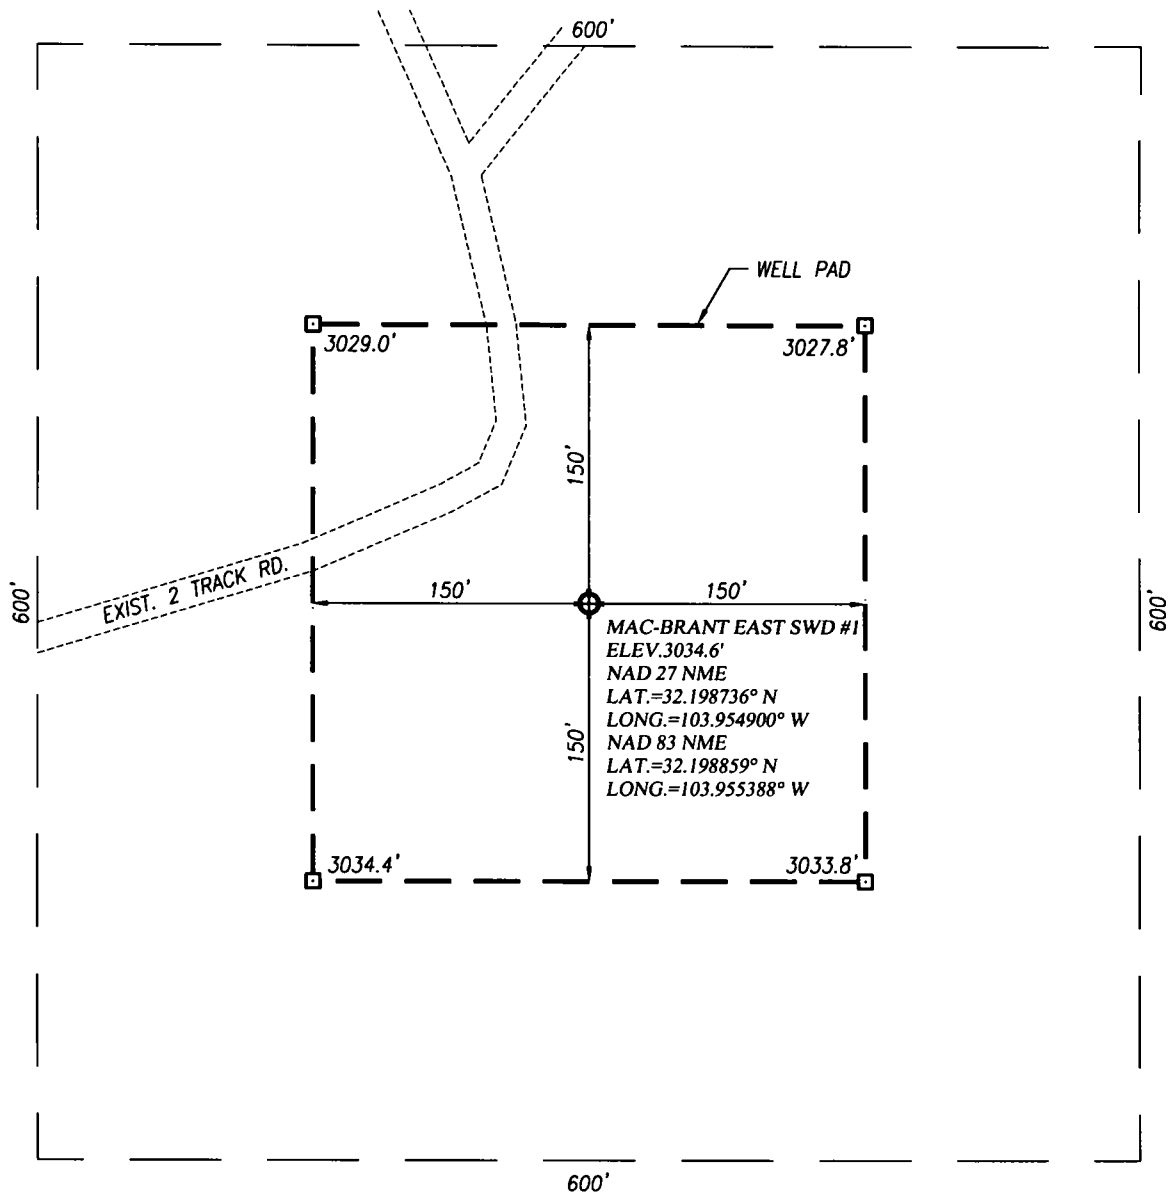 600'
WELL PAD
3029.0'
3027.8'
150'
EXIST. 2 TRACK RD.
150'
150'
600'
600'
MAC-BRANT EAST SWD #1
ELEV.3034.6'
NAD 27 NME
LAT.=32.198736° N
LONG.=103.954900° W
NAD 83 NME
LAT.=32.198859° N
LONG.=103.955388° W
150'
3034.4'
3033.8'
600'